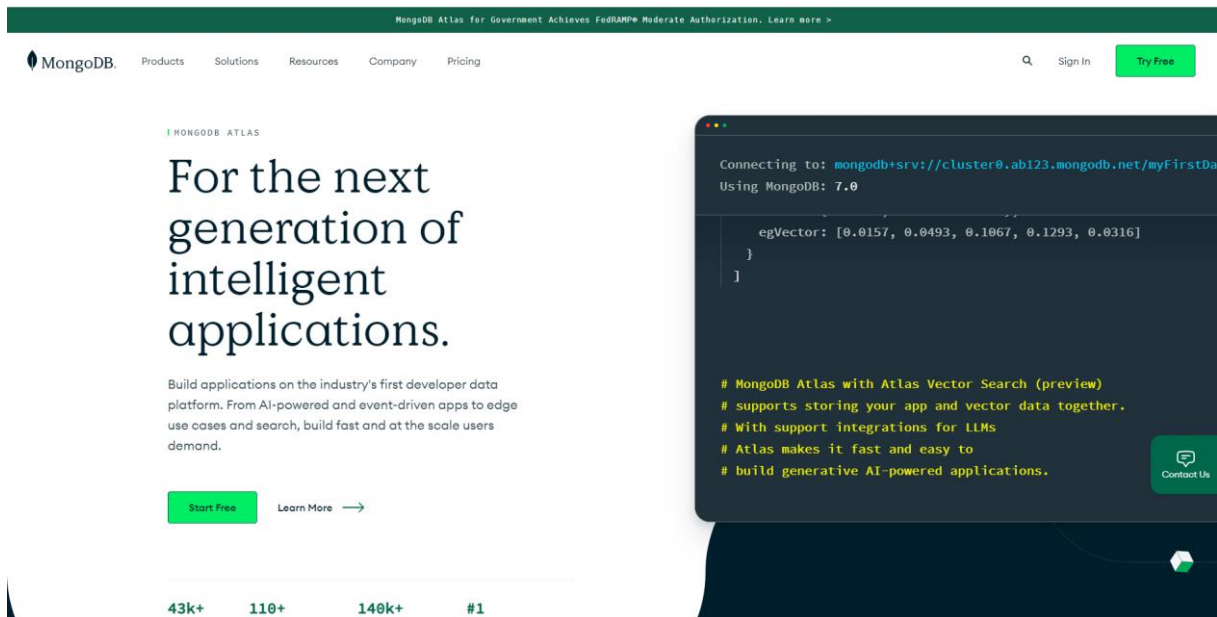 MongoDB Atlas for Government Achieves FedRAMP® Moderate Authorization. Learn more >
MongoDB. Products Solutions Resources Company Pricing Sign In Try Free
MONGODB ATLAS
For the next
generation of
intelligent
applications.
Build applications on the industry's first developer data
platform. From AI-powered and event-driven apps to edge
use cases and search, build fast and at the scale users
demand.
Start Free Learn More
43k+ 110+ 140k+ #1
Connecting to: mongodb+srv://cluster0.ab123.mongodb.net/myFirstDa
Using MongoDB: 7.0
egVector: [0.0157, 0.0493, 0.1067, 0.1293, 0.0316]
}
]
# MongoDB Atlas with Atlas Vector Search (preview)
# supports storing your app and vector data together.
# With support integrations for LLMs
# Atlas makes it fast and easy to
# build generative AI-powered applications.
Contact Us